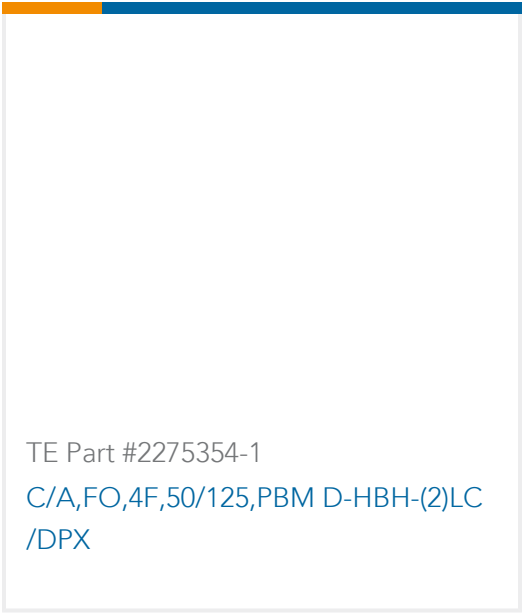 TE Part #2275354-1
C/A,FO,4F,50/125,PBM D-HBH-(2)LC
/DPX